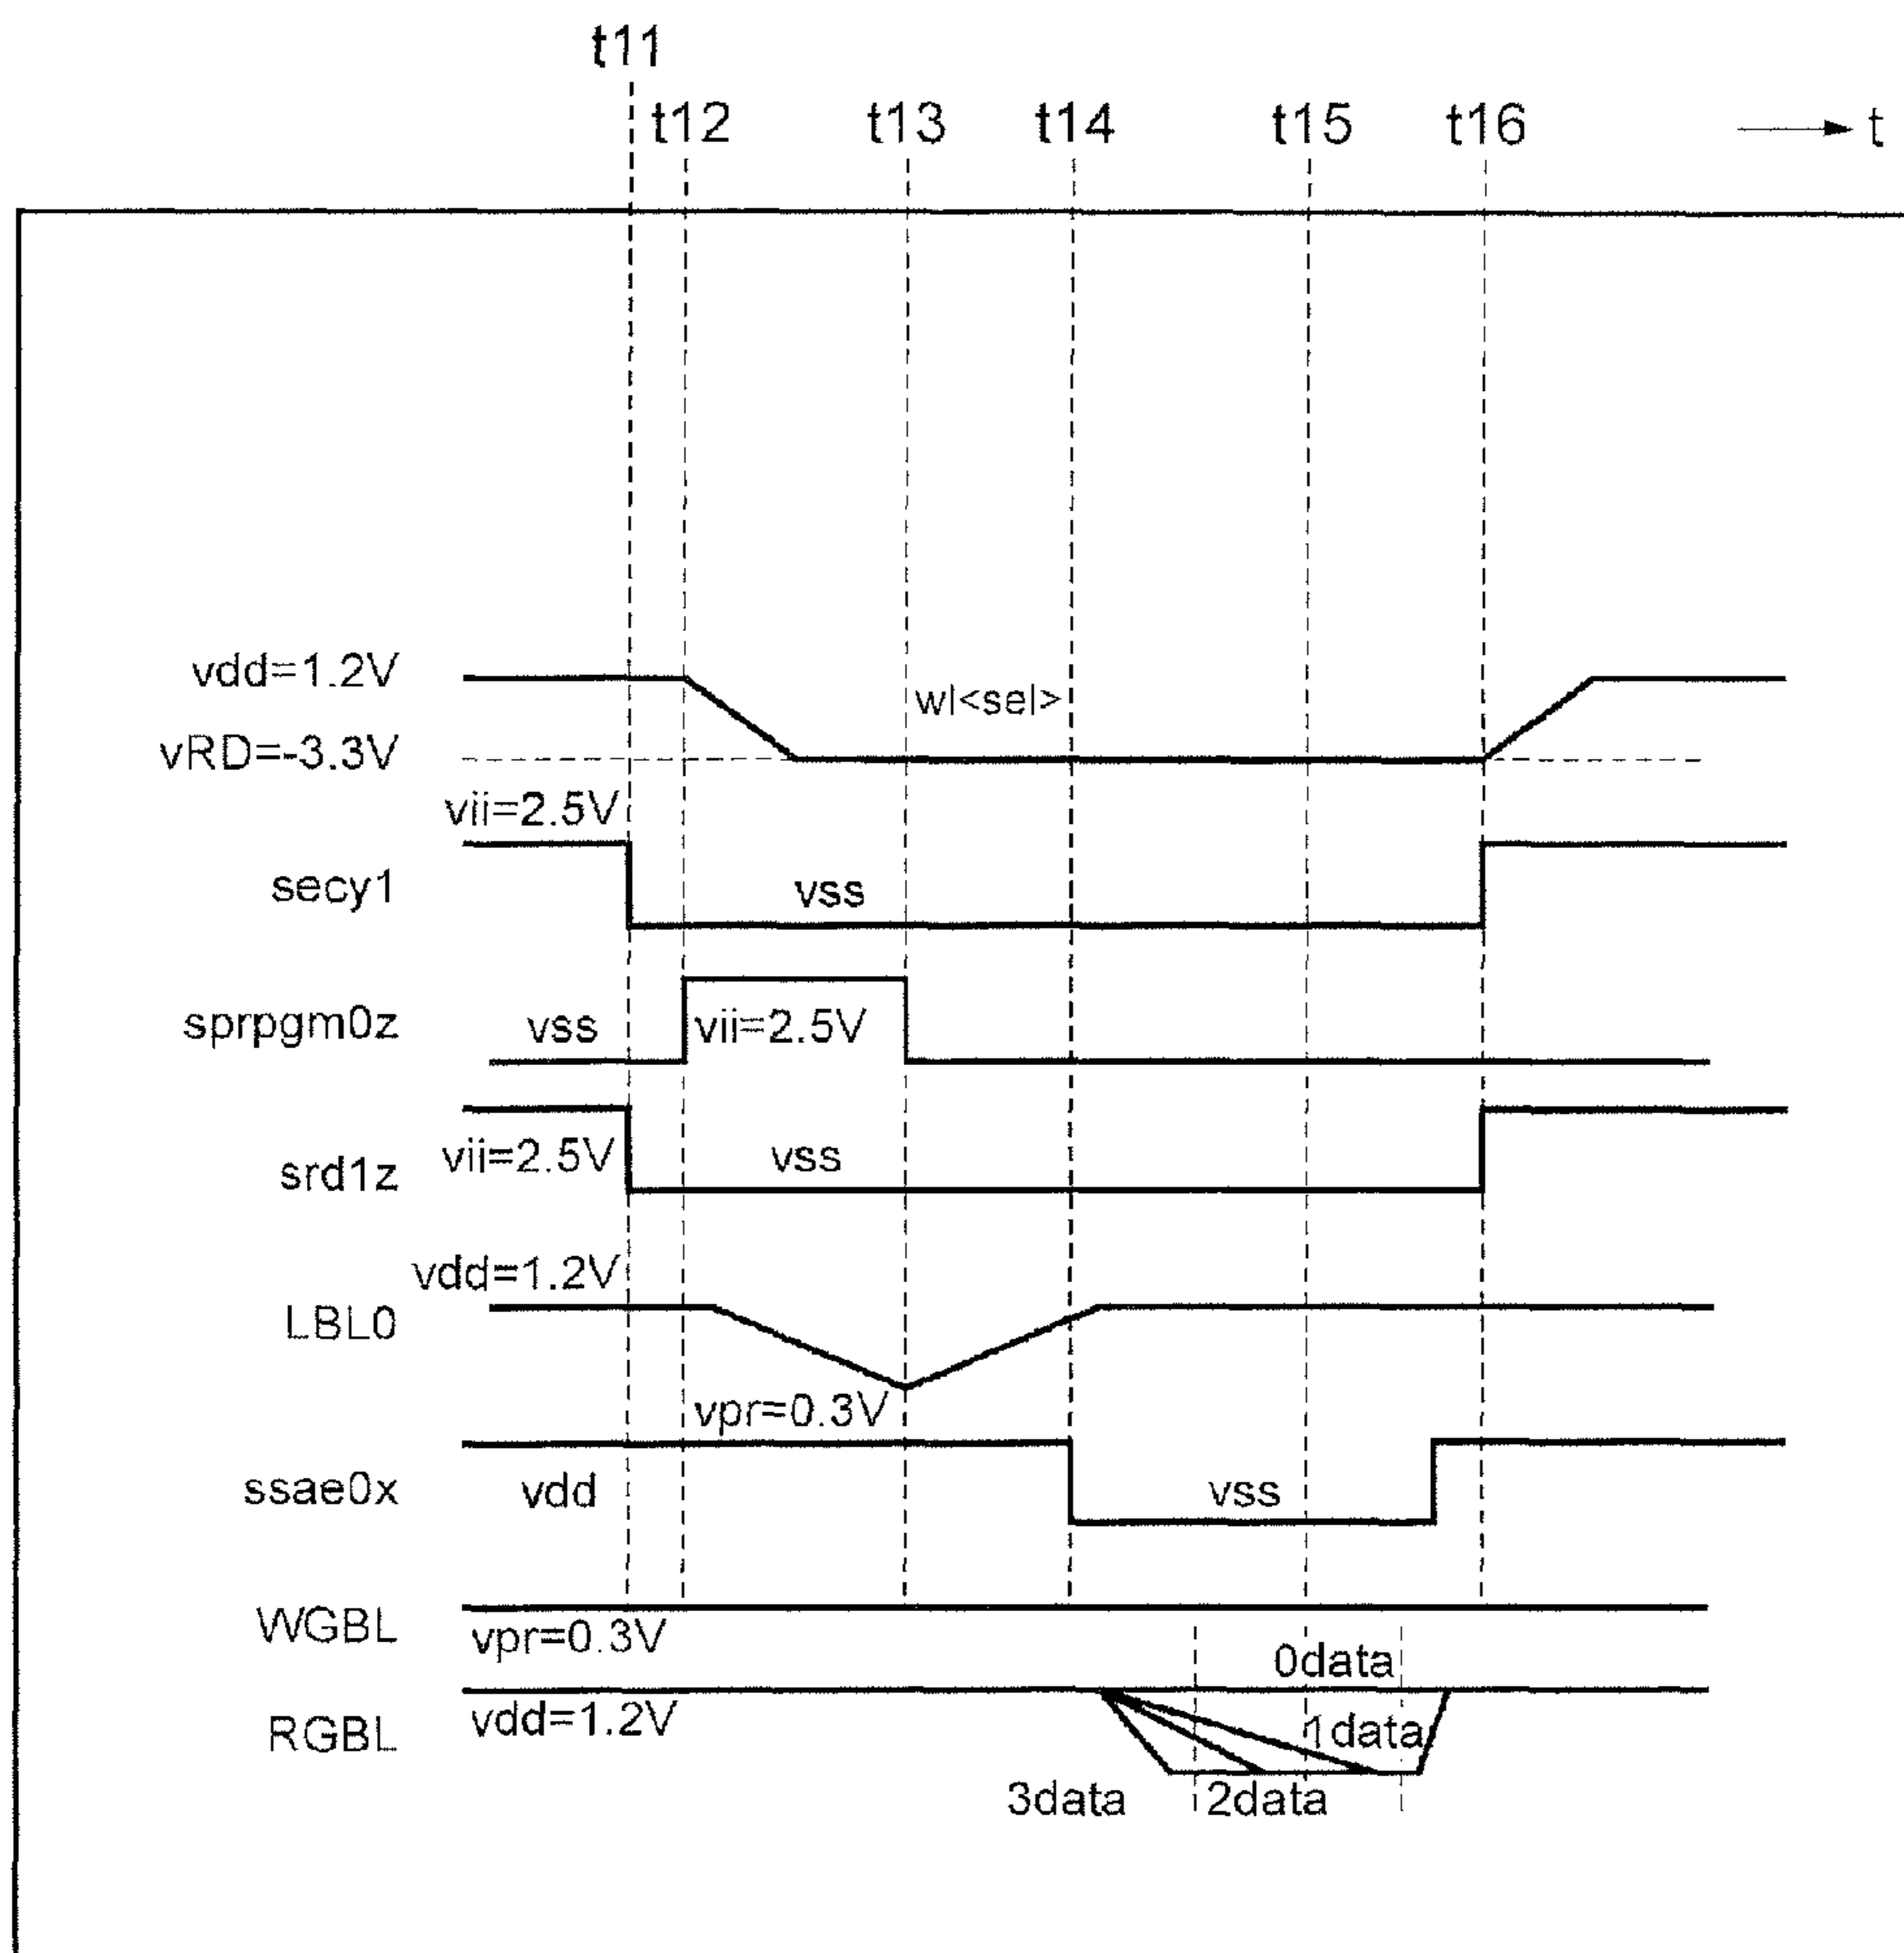 t11
t12 t13 t14 t15 t16 t
vdd=1.2V
wl<sel>
vRD=-3.3V
vii=2.5V
secy1 vss
sprpgm0z vss vii=2.5V
srd1z vii=2.5V vss
vdd=1.2V
LBL0
vpr=0.3V
ssae0x vdd vss
WGBL vpr=0.3V
0data
RGBL vdd=1.2V 1data
3data 2data